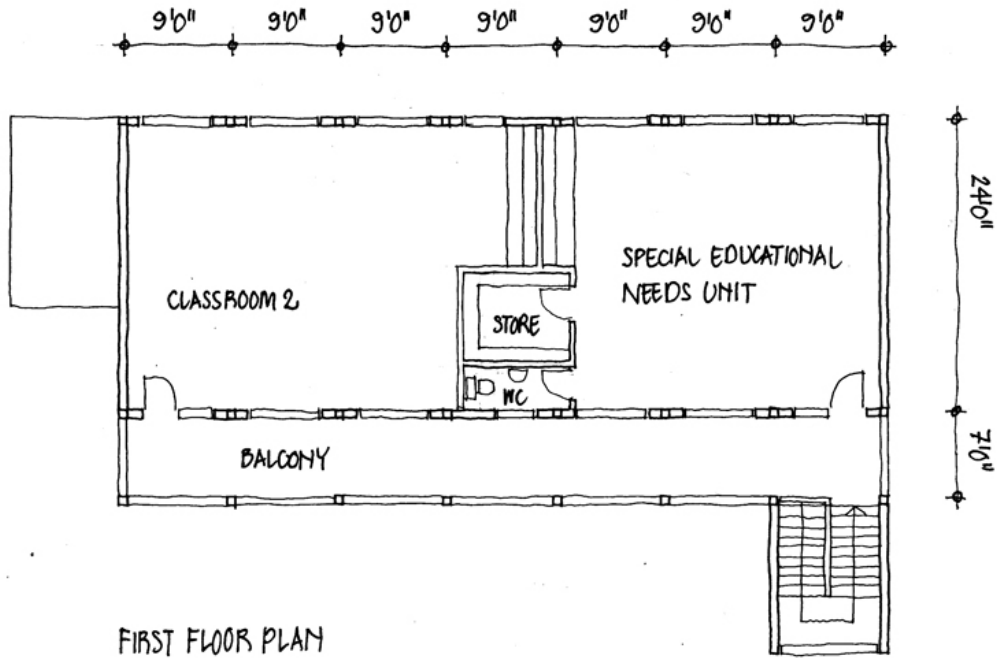 9'0" 9'0" 9'0" 9'0" 9'0" 9'0" 9'0"
24'0"
SPECIAL EDUCATIONAL
NEEDS UNIT
CLASSROOM 2
STORE
WC
BALCONY
7'0"
FIRST FLOOR PLAN